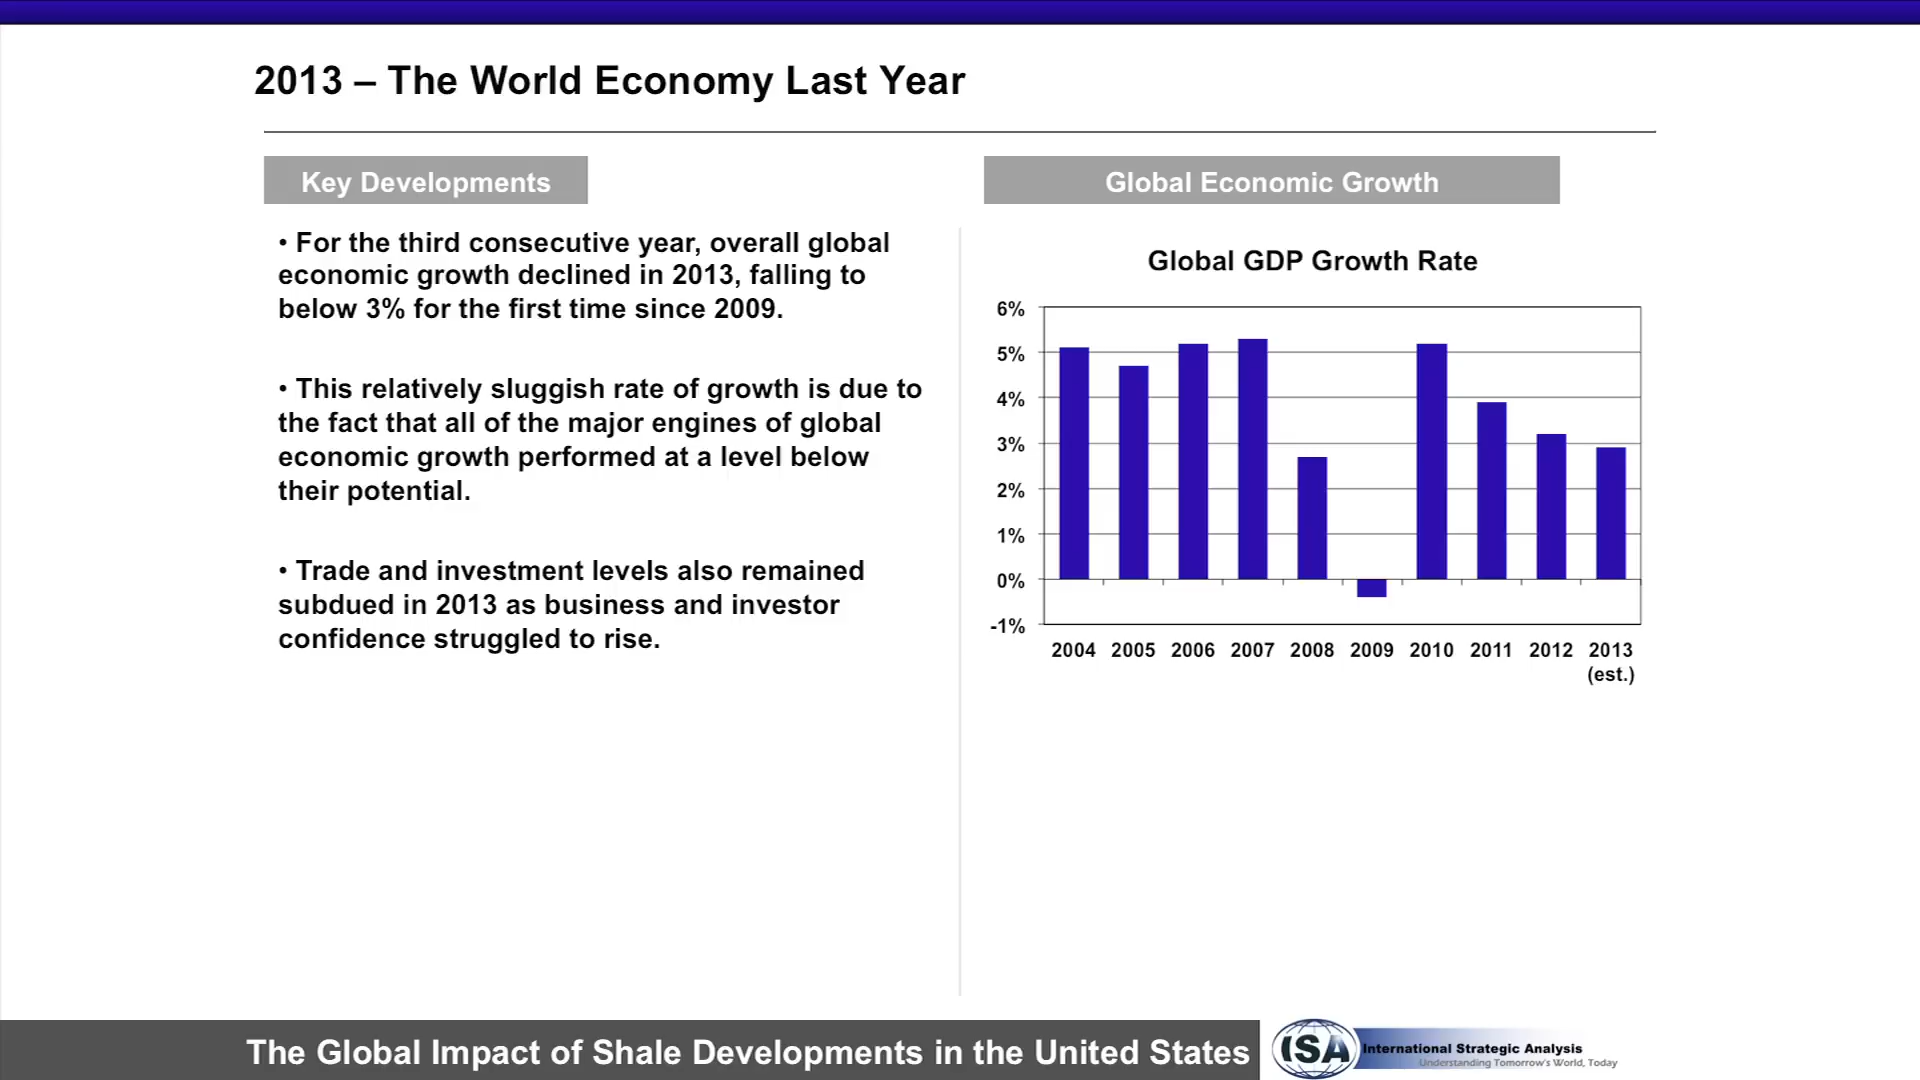 2013 – The World Economy Last Year
Key Developments
• For the third consecutive year, overall global
economic growth declined in 2013, falling to
below 3% for the first time since 2009.
• This relatively sluggish rate of growth is due to
the fact that all of the major engines of global
economic growth performed at a level below
their potential.
• Trade and investment levels also remained
subdued in 2013 as business and investor
confidence struggled to rise.
Global Economic Growth
Global GDP Growth Rate
6%
5%
4%
3%
2%
1%
0%
-1%
2004 2005 2006 2007 2008 2009 2010 2011 2012 2013
(est.)
The Global Impact of Shale Developments in the United States
ISA International Strategic Analysis
Understanding Tomorrow's World, Today